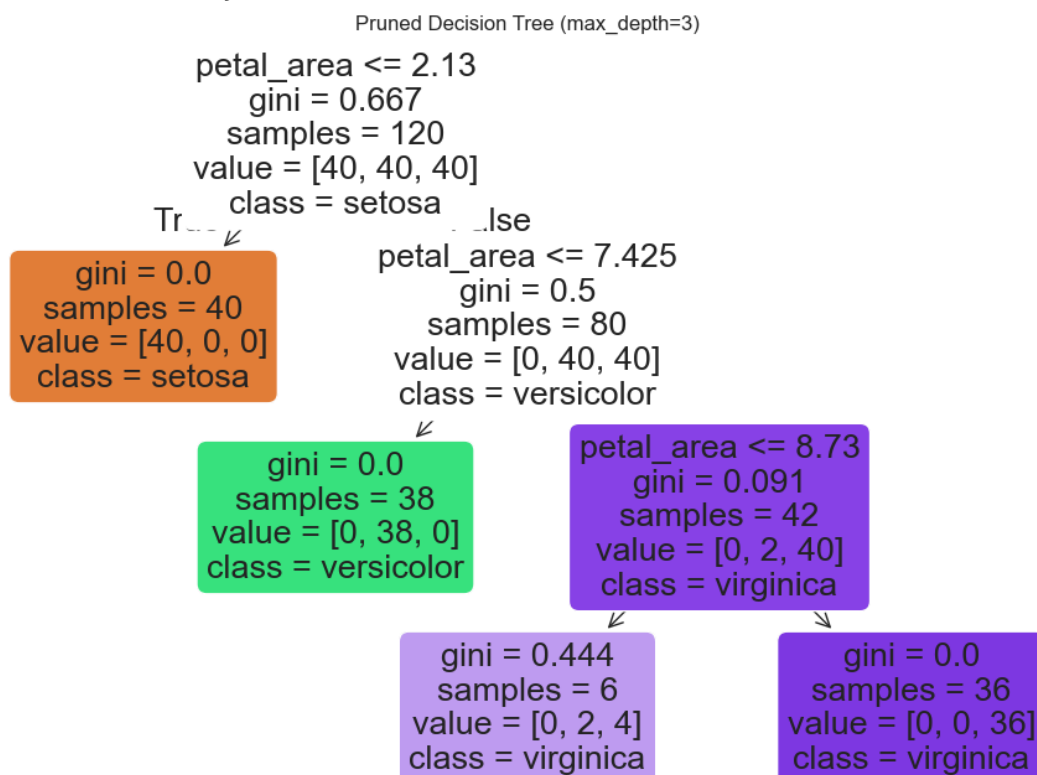 Pruned Decision Tree (max_depth=3)
petal_area <= 2.13
gini = 0.667
samples = 120
value = [40, 40, 40]
class = setosa
gini = 0.0
samples = 40
value = [40, 0, 0]
class = setosa
petal_area <= 7.425
gini = 0.5
samples = 80
value = [0, 40, 40]
class = versicolor
gini = 0.0
samples = 38
value = [0, 38, 0]
class = versicolor
petal_area <= 8.73
gini = 0.091
samples = 42
value = [0, 2, 40]
class = virginica
gini = 0.444
samples = 6
value = [0, 2, 4]
class = virginica
gini = 0.0
samples = 36
value = [0, 0, 36]
class = virginica